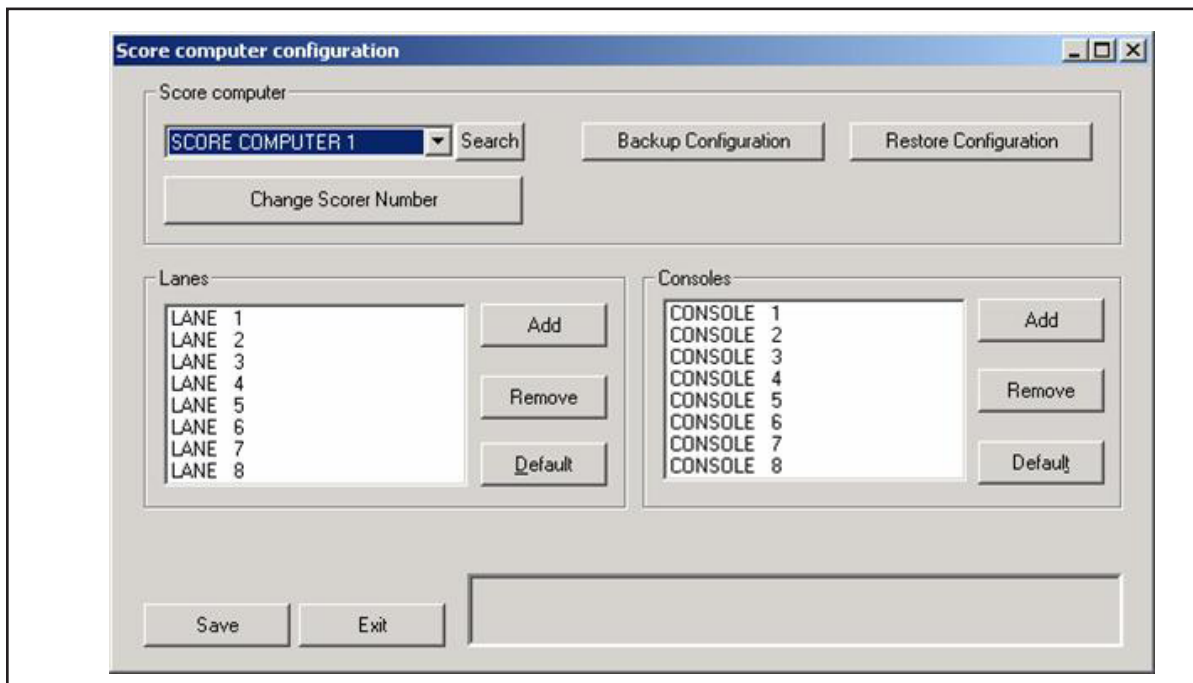 Score computer configuration
Score computer
SCORE COMPUTER 1
Search
Backup Configuration
Restore Configuration
Change Scorer Number
Lanes
LANE 1
LANE 2
LANE 3
LANE 4
LANE 5
LANE 6
LANE 7
LANE 8
Add
Remove
Default
Consoles
CONSOLE 1
CONSOLE 2
CONSOLE 3
CONSOLE 4
CONSOLE 5
CONSOLE 6
CONSOLE 7
CONSOLE 8
Add
Remove
Default
Save
Exit